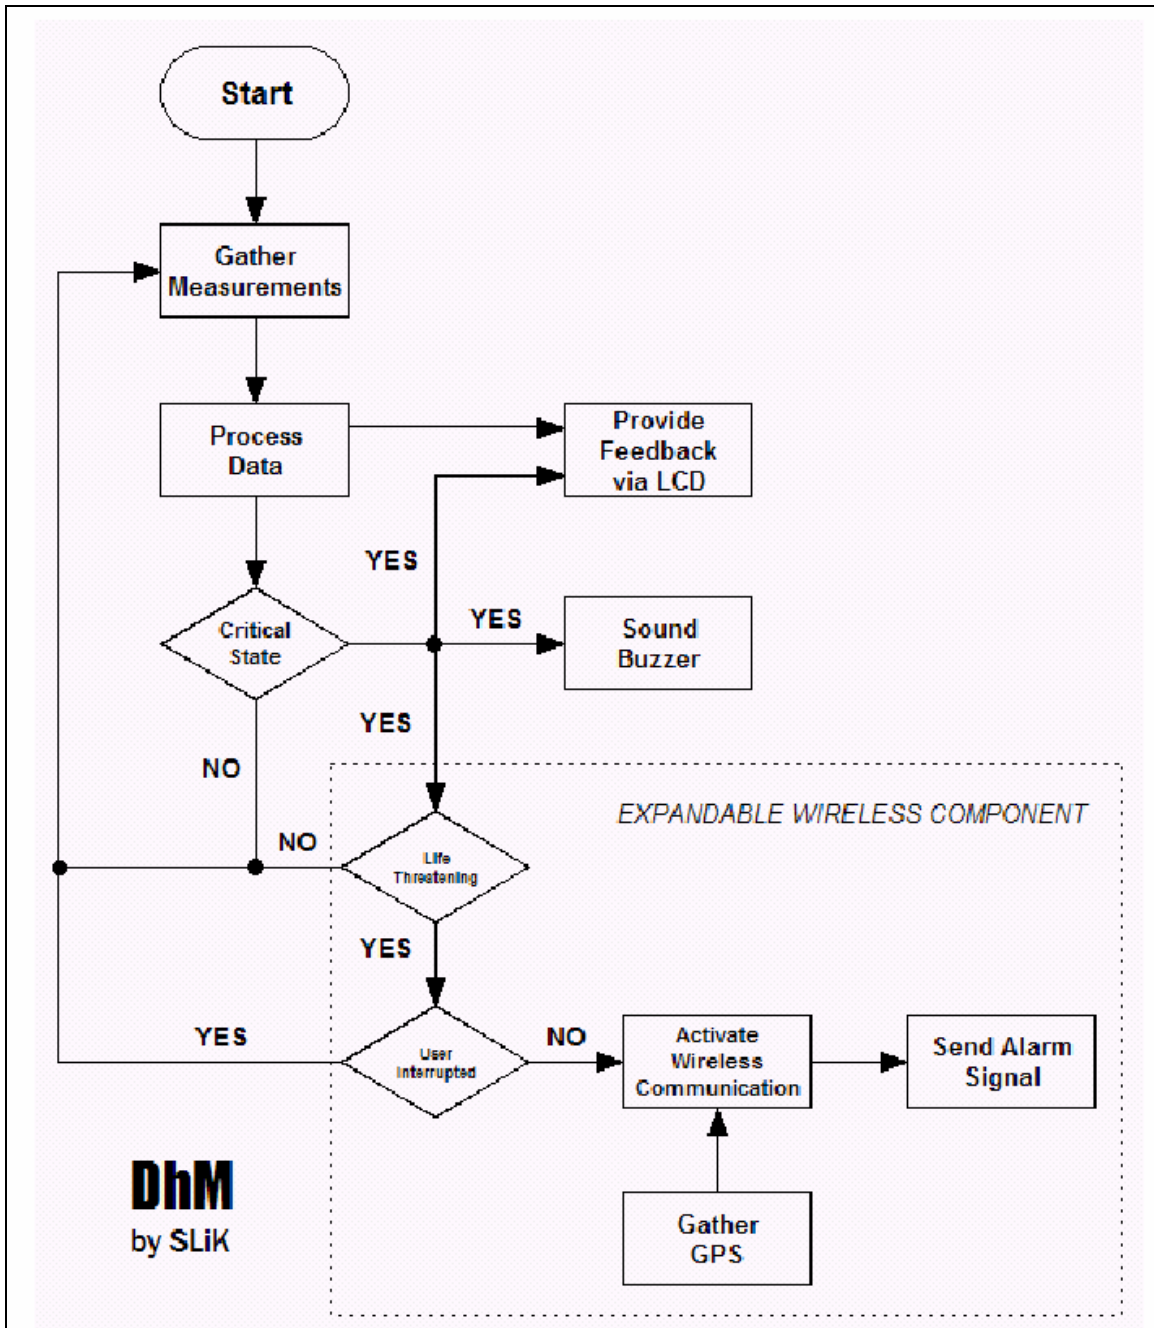 Start
Gather
Measurements
Process
Data
Provide
Feedback
via LCD
YES
Critical
State
YES
Sound
Buzzer
YES
NO
EXPANDABLE WIRELESS COMPONENT
NO
Life
Threatening
YES
YES
User
Interrupted
NO
Activate
Wireless
Communication
Send Alarm
Signal
Gather
GPS
DhM
by SLiK